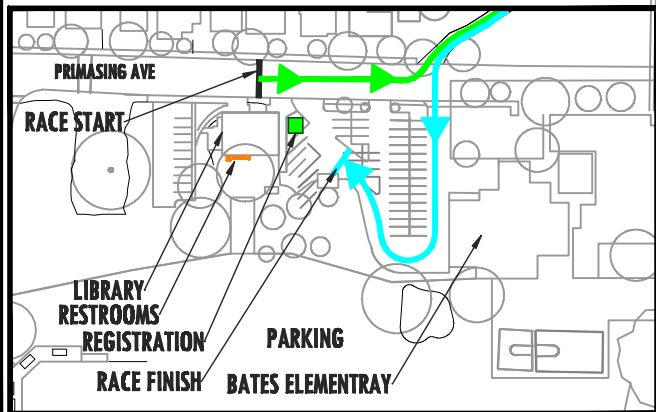 PRIMASING AVE
RACE START
LIBRARY
RESTROOMS
REGISTRATION
PARKING
RACE FINISH
BATES ELEMENTRAY